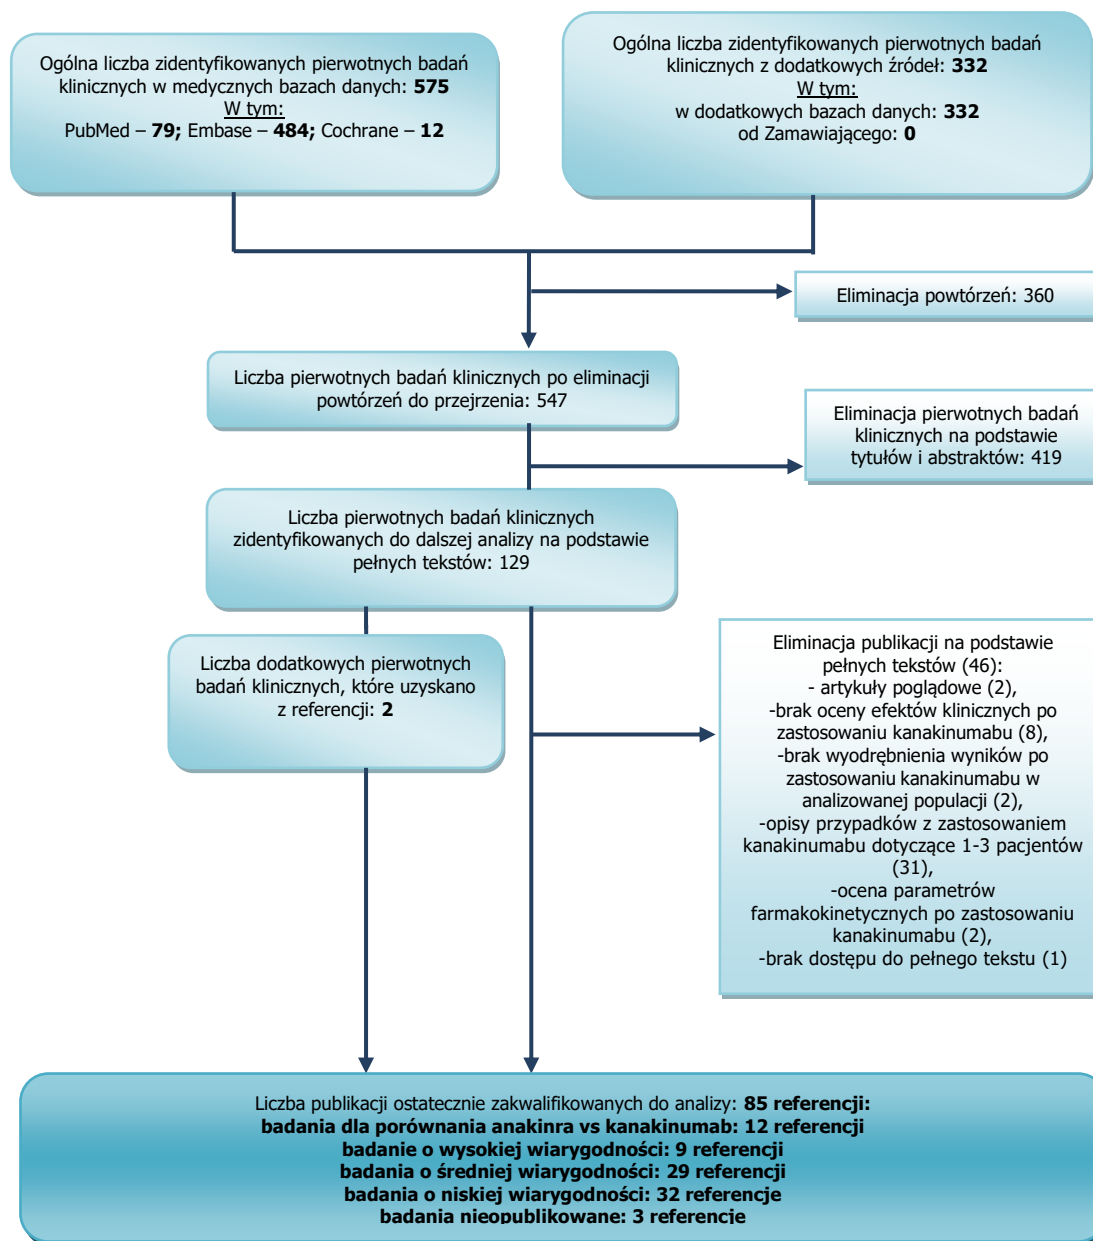 Ogólna liczba zidentyfikowanych pierwotnych badań
klinicznych w medycznych bazach danych: 575
W tym:
PubMed – 79; Embase – 484; Cochrane – 12
Ogólna liczba zidentyfikowanych pierwotnych badań
klinicznych z dodatkowych źródeł: 332
W tym:
w dodatkowych bazach danych: 332
od Zamawiającego: 0
Eliminacja powtórzeń: 360
Liczba pierwotnych badań klinicznych po eliminacji
powtórzeń do przejrzenia: 547
Eliminacja pierwotnych badań
klinicznych na podstawie
tytułów i abstraktów: 419
Liczba pierwotnych badań klinicznych
zidentyfikowanych do dalszej analizy na podstawie
pełnych tekstów: 129
Liczba dodatkowych pierwotnych
badań klinicznych, które uzyskano
z referencji: 2
Eliminacja publikacji na podstawie
pełnych tekstów (46):
- artykuły poglądowe (2),
-brak oceny efektów klinicznych po
zastosowaniu kanakinumabu (8),
-brak wyodrębnienia wyników po
zastosowaniu kanakinumabu w
analizowanej populacji (2),
-opisy przypadków z zastosowaniem
kanakinumabu dotyczące 1-3 pacjentów
(31),
-ocena parametrów
farmakokinetycznych po zastosowaniu
kanakinumabu (2),
-brak dostępu do pełnego tekstu (1)
Liczba publikacji ostatecznie zakwalifikowanych do analizy: 85 referencji:
badania dla porównania anakinra vs kanakinumab: 12 referencji
badanie o wysokiej wiarygodności: 9 referencji
badania o średniej wiarygodności: 29 referencji
badania o niskiej wiarygodności: 32 referencje
badania nieopublikowane: 3 referencje